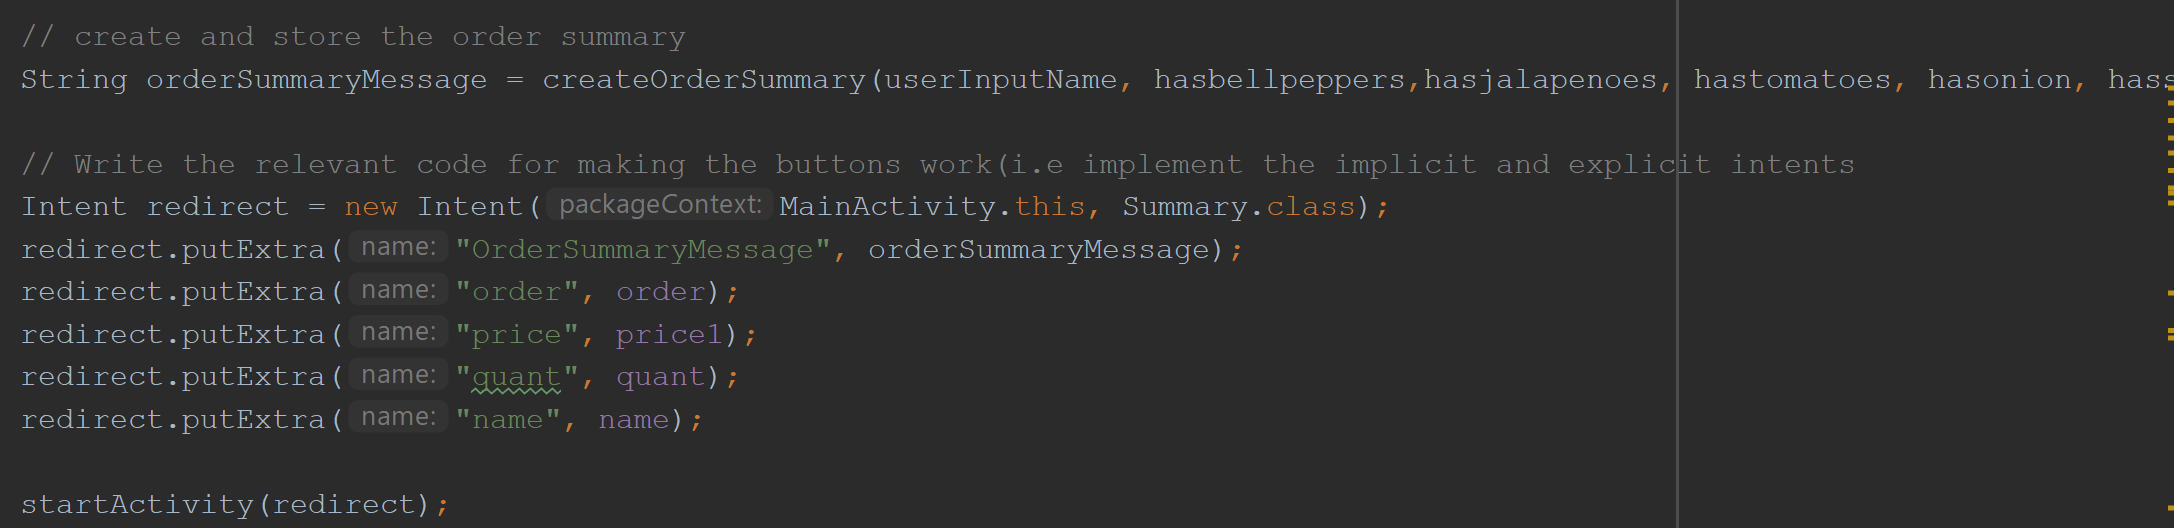 // create and store the order summary
String orderSummaryMessage = createOrderSummary(userInputName, hasbellpeppers,hasjalapenoes, hastomatoes, hasonion,
// Write the relevant code for making the buttons work(i.e implement the implicit and explicit intents
Intent redirect = new Intent( packageContext: MainActivity.this, Summary.class);
redirect.putExtra( name: "OrderSummaryMessage", orderSummaryMessage);
redirect.putExtra( name: "order", order);
redirect.putExtra( name: "price", price1);
redirect.putExtra( name: "quant", quant);
redirect.putExtra( name: "name", name);
startActivity(redirect);